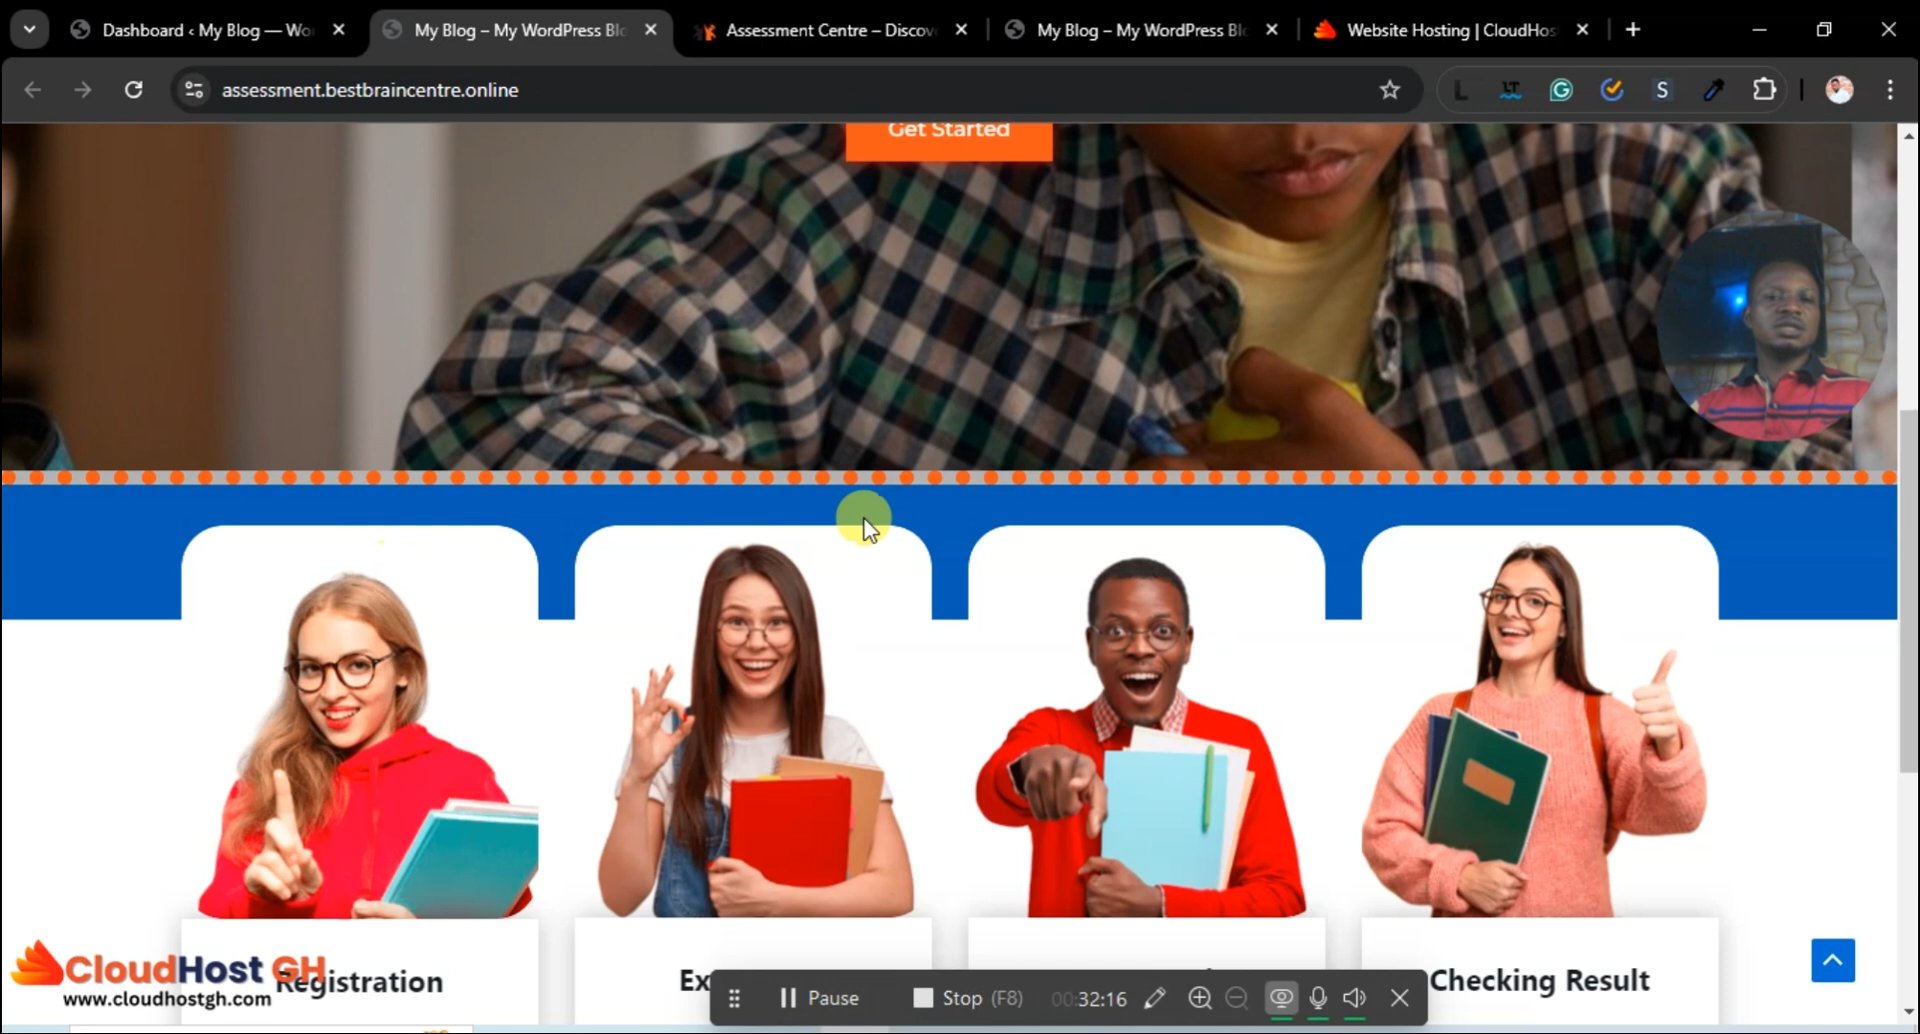 Dashboard ‹ My Blog — Wo
My Blog – My WordPress Bl
Assessment Centre – Discov
My Blog – My WordPress Bl
Website Hosting | CloudHos
assessment.bestbraincentre.online
L
LT
G
S
Get Started
CloudHost GH
www.cloudhostgh.com
Registration
Ex
Checking Result
Pause
Stop (F8)
00:32:16